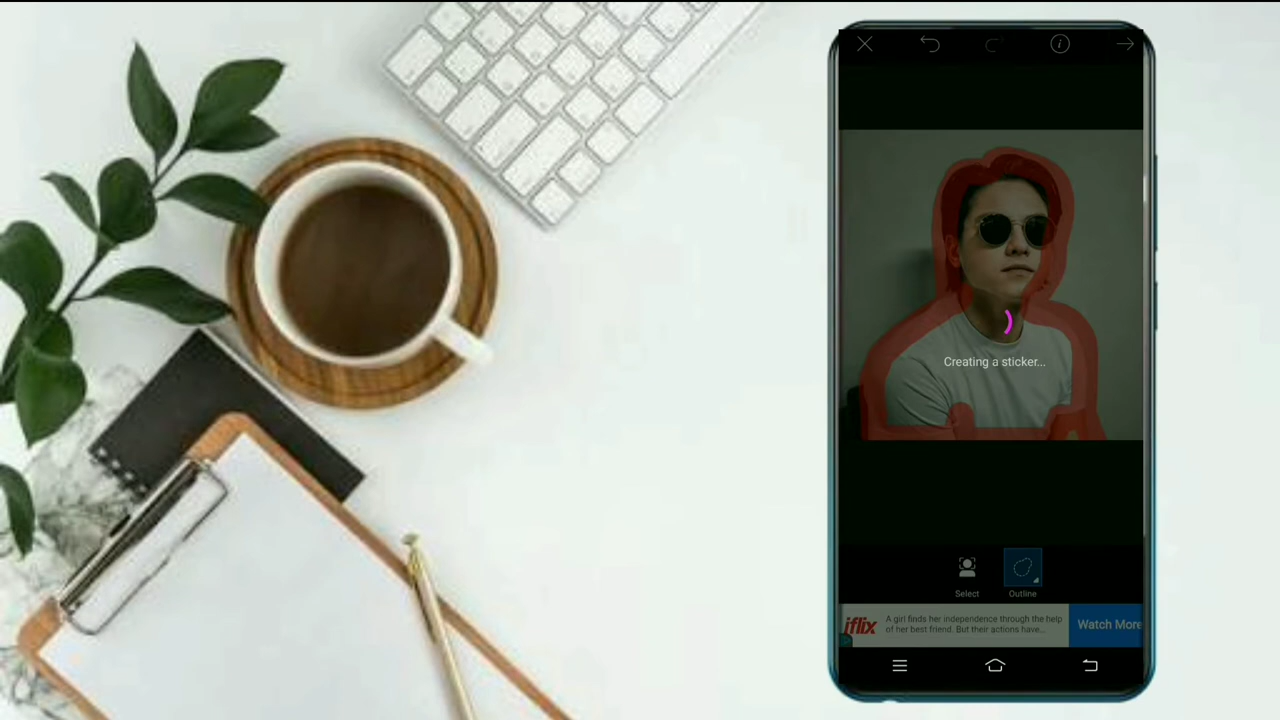 Creating a sticker...
Select
Outline
iflix
A girl finds her independence through the help
of her best friend. But their actions have...
Watch More